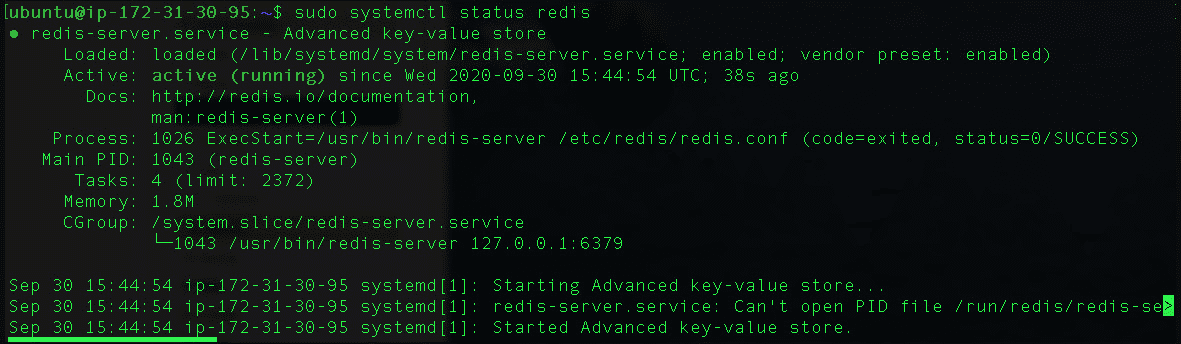 [ubuntu@ip-172-31-30-95:~$ sudo systemctl status redis
● redis-server.service - Advanced key-value store
Loaded: loaded (/lib/systemd/system/redis-server.service; enabled; vendor preset: enabled)
Active: active (running) since Wed 2020-09-30 15:44:54 UTC; 38s ago
Docs: http://redis.io/documentation,
man:redis-server(1)
Process: 1026 ExecStart=/usr/bin/redis-server /etc/redis/redis.conf (code=exited, status=0/SUCCESS)
Main PID: 1043 (redis-server)
Tasks: 4 (limit: 2372)
Memory: 1.8M
CGroup: /system.slice/redis-server.service
└─1043 /usr/bin/redis-server 127.0.0.1:6379
Sep 30 15:44:54 ip-172-31-30-95 systemd[1]: Starting Advanced key-value store...
Sep 30 15:44:54 ip-172-31-30-95 systemd[1]: redis-server.service: Can't open PID file /run/redis/redis-se>
Sep 30 15:44:54 ip-172-31-30-95 systemd[1]: Started Advanced key-value store.